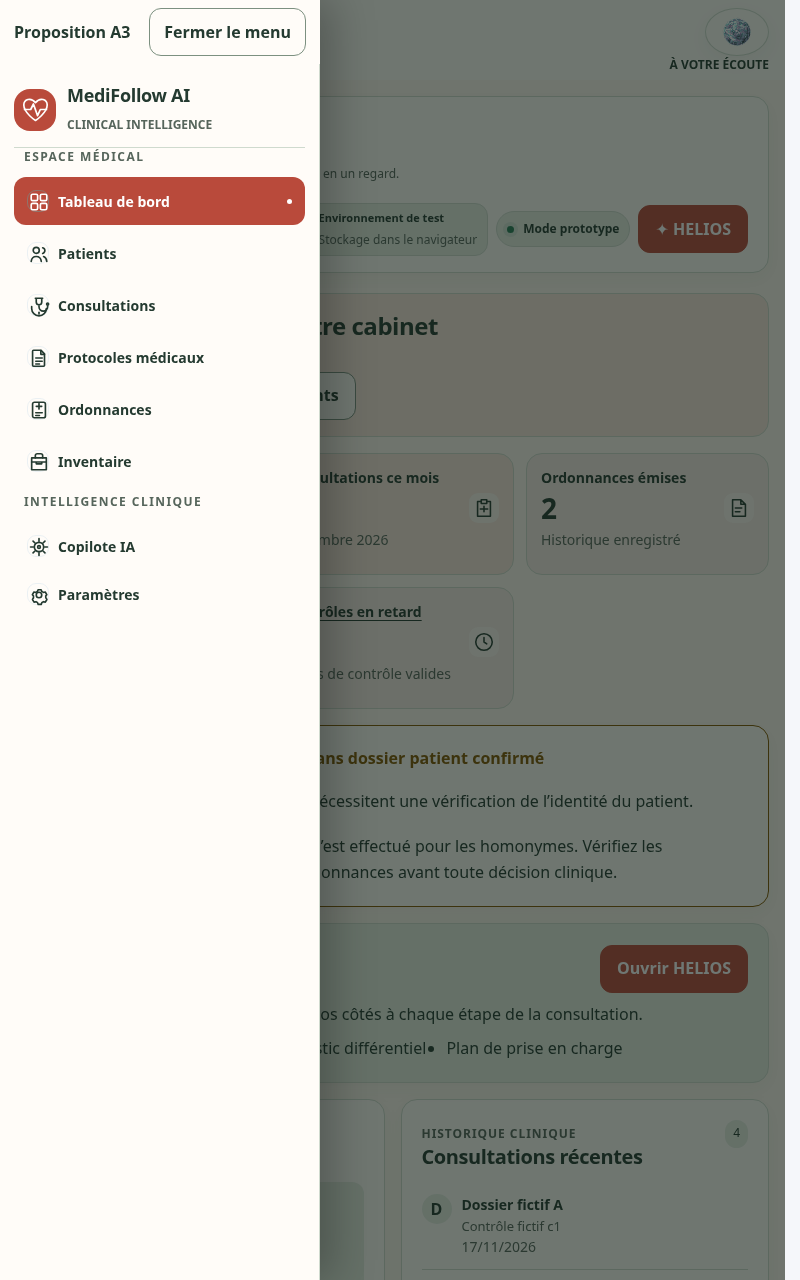 Proposition A3
Fermer le menu
MediFollow AI
CLINICAL INTELLIGENCE
ESPACE MÉDICAL
Tableau de bord
Patients
Consultations
Protocoles médicaux
Ordonnances
Inventaire
INTELLIGENCE CLINIQUE
Copilote IA
Paramètres
À VOTRE ÉCOUTE
en un regard.
Environnement de test
Stockage dans le navigateur
Mode prototype
✦ HELIOS
tre cabinet
nts
ultations ce mois
mbre 2026
Ordonnances émises
2
Historique enregistré
rôles en retard
s de contrôle valides
ans dossier patient confirmé
écessitent une vérification de l’identité du patient.
’est effectué pour les homonymes. Vérifiez les
onnances avant toute décision clinique.
Ouvrir HELIOS
os côtés à chaque étape de la consultation.
stic différentiel • Plan de prise en charge
HISTORIQUE CLINIQUE
4
Consultations récentes
D
Dossier fictif A
Contrôle fictif c1
17/11/2026